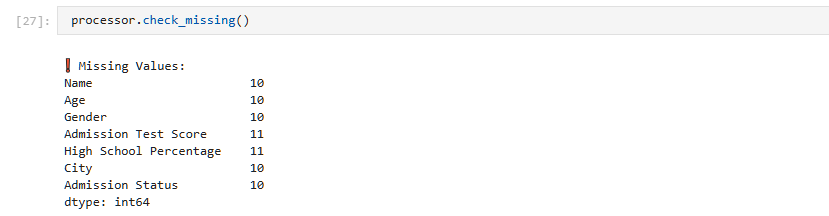 [27]: processor.check_missing()
❗ Missing Values:
Name 10
Age 10
Gender 10
Admission Test Score 11
High School Percentage 11
City 10
Admission Status 10
dtype: int64